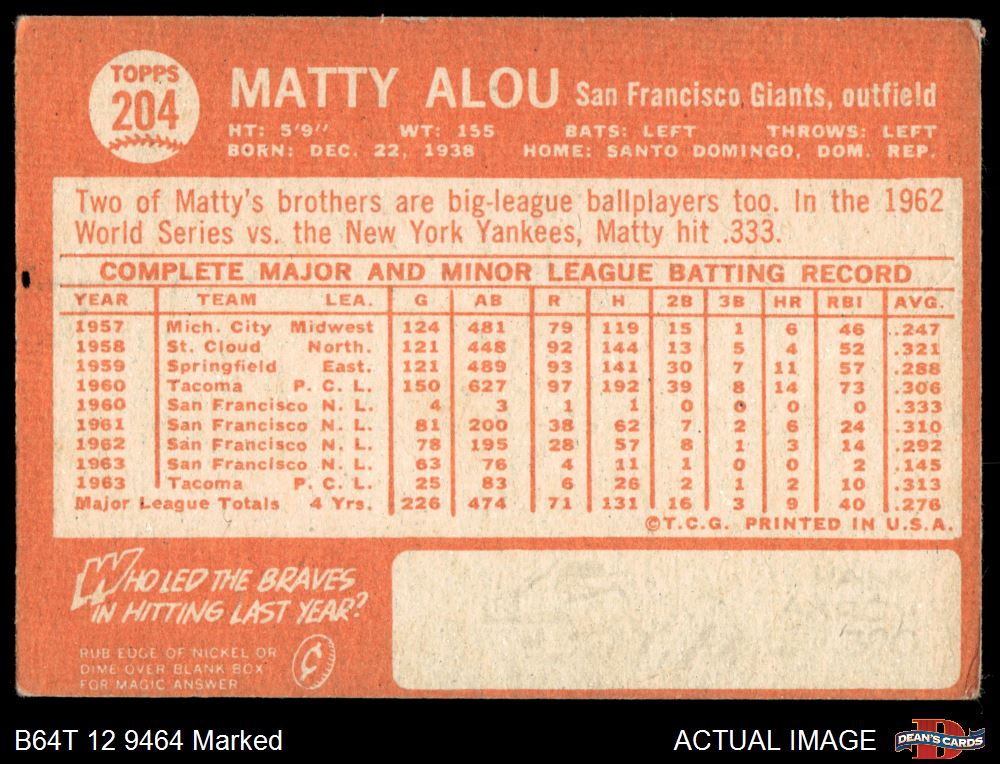 TOPPS
204
MATTY ALOU San Francisco Giants, outfield
HT: 5'9" WT: 155 BATS: LEFT THROWS: LEFT
BORN: DEC. 22, 1938 HOME: SANTO DOMINGO, DOM. REP.
Two of Matty's brothers are big-league ballplayers too. In the 1962
World Series vs. the New York Yankees, Matty hit .333.
COMPLETE MAJOR AND MINOR LEAGUE BATTING RECORD
YEAR TEAM LEA. G AB R H 2B 3B HR RBI AVG.
1957 Mich. City Midwest 124 481 79 119 15 1 6 46 .247
1958 St. Cloud North. 121 448 92 144 13 5 4 52 .321
1959 Springfield East. 121 489 93 141 30 7 11 57 .288
1960 Tacoma P. C. L. 150 627 97 192 39 8 14 73 .306
1960 San Francisco N. L. 4 3 1 1 0 0 0 0 .333
1961 San Francisco N. L. 81 200 38 62 7 2 6 24 .310
1962 San Francisco N. L. 78 195 28 57 8 1 3 14 .292
1963 San Francisco N. L. 63 76 4 11 1 0 0 2 .145
1963 Tacoma P. C. L. 25 83 6 26 2 1 2 10 .313
Major League Totals 4 Yrs. 226 474 71 131 16 3 9 40 .276
©T.C.G. PRINTED IN U.S.A.
WHO LED THE BRAVES
IN HITTING LAST YEAR?
RUB EDGE OF NICKEL OR
DIME OVER BLANK BOX
FOR MAGIC ANSWER
¢
B64T 12 9464 Marked
ACTUAL IMAGE
DEAN'S CARDS